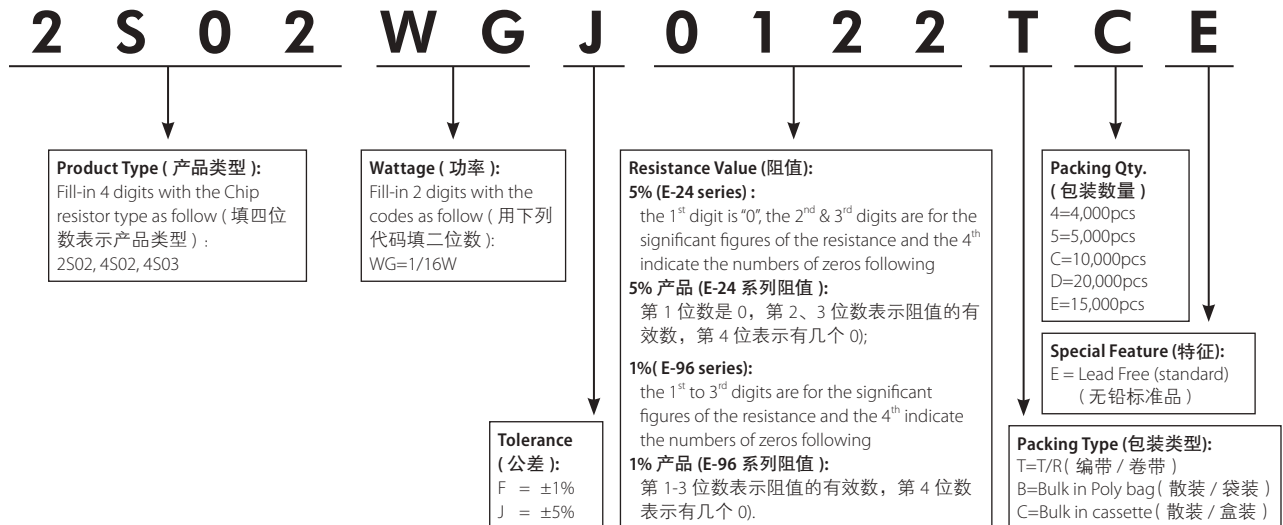 2 S 0 2 W G J 0 1 2 2 T C E
Product Type ( 产品类型 ):
Fill-in 4 digits with the Chip
resistor type as follow ( 填四位
数表示产品类型 ) :
2S02, 4S02, 4S03
Wattage ( 功率 ):
Fill-in 2 digits with the
codes as follow ( 用下列
代码填二位数 ):
WG=1/16W
Tolerance
( 公差 ):
F = ±1%
J = ±5%
Resistance Value (阻值):
5% (E-24 series) :
the 1st digit is “0”, the 2nd & 3rd digits are for the
significant figures of the resistance and the 4th
indicate the numbers of zeros following
5% 产品 (E-24 系列阻值 ):
第 1 位数是 0，第 2、3 位数表示阻值的有
效数，第 4 位表示有几个 0);
1%( E-96 series):
the 1st to 3rd digits are for the significant
figures of the resistance and the 4th indicate
the numbers of zeros following
1% 产品 (E-96 系列阻值 ):
第 1-3 位数表示阻值的有效数，第 4 位数
表示有几个 0).
Packing Qty.
( 包装数量 )
4=4,000pcs
5=5,000pcs
C=10,000pcs
D=20,000pcs
E=15,000pcs
Special Feature (特征):
E = Lead Free (standard)
( 无铅标准品 )
Packing Type (包装类型):
T=T/R( 编带 / 卷带 )
B=Bulk in Poly bag( 散装 / 袋装 )
C=Bulk in cassette( 散装 / 盒装 )